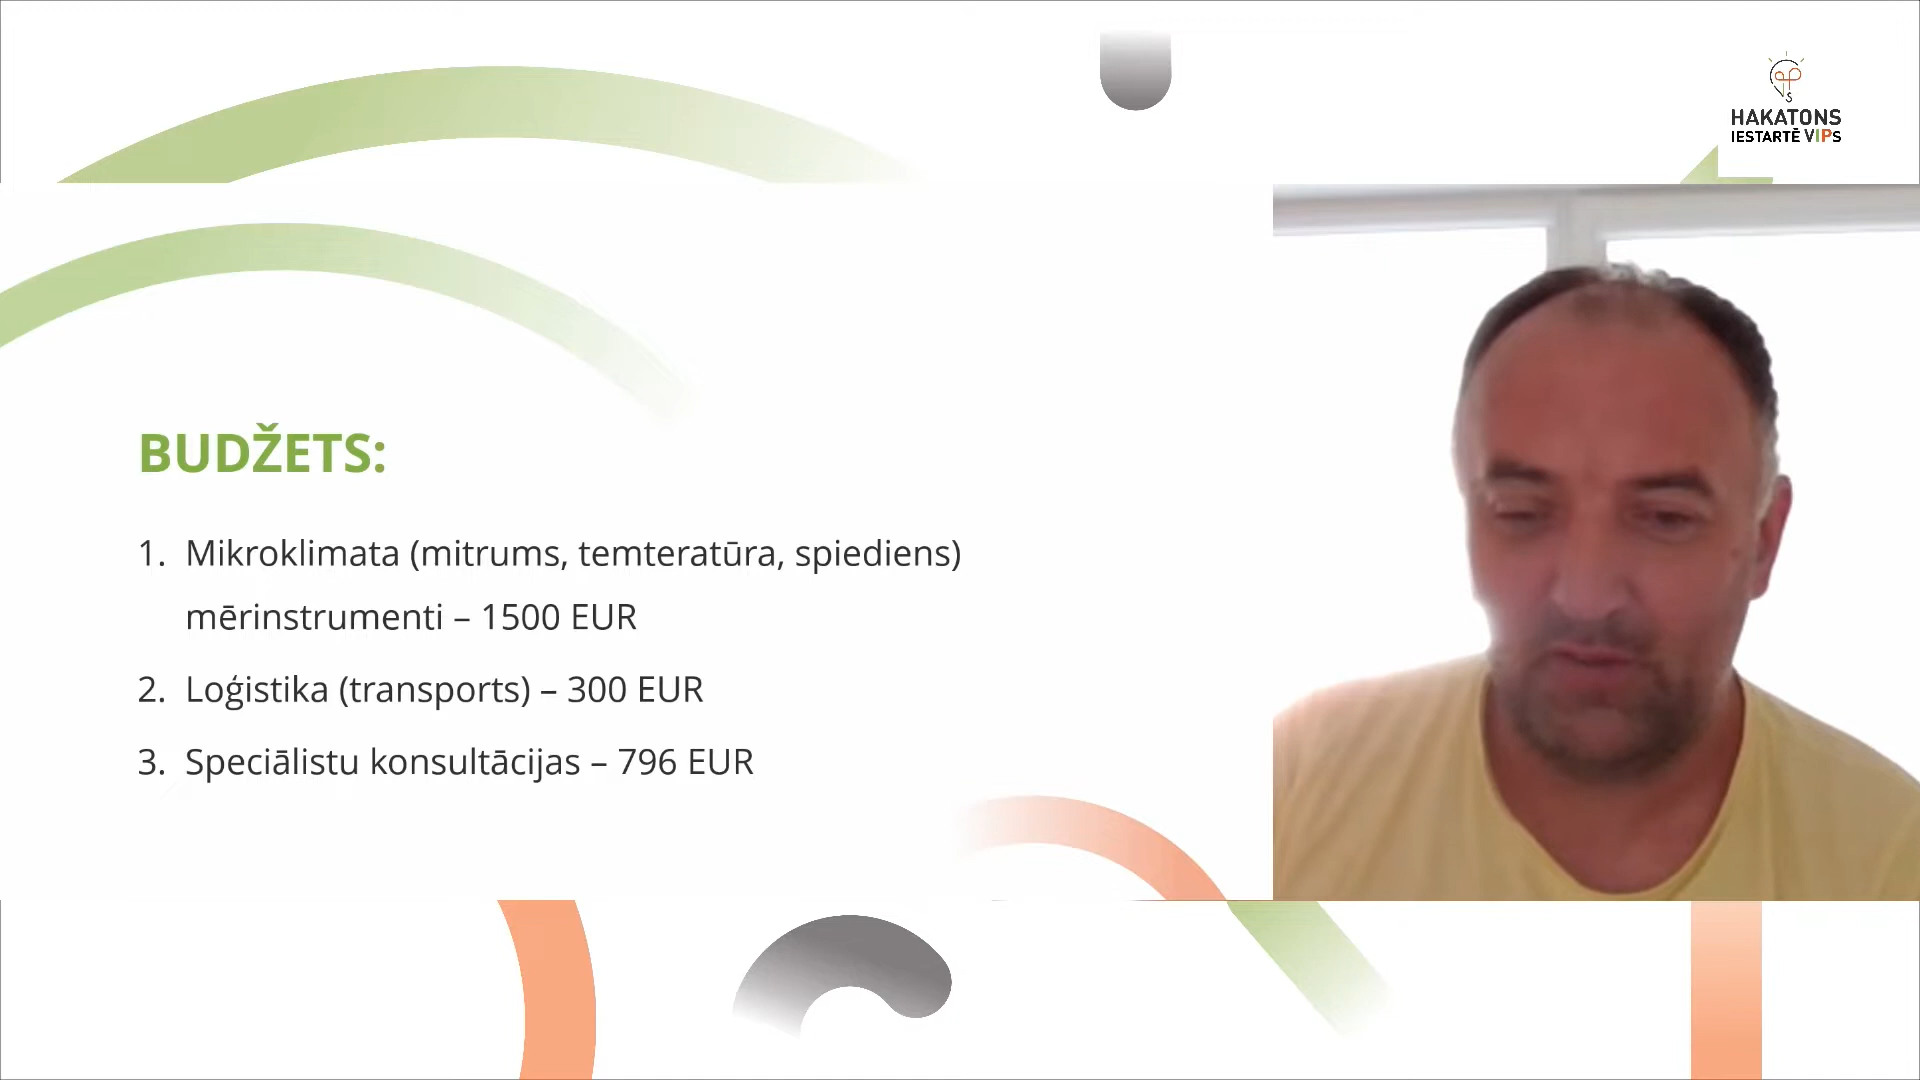 HAKATONS
IESTARTĒ VIPs
BUDŽETS:
1. Mikroklimata (mitrums, temteratūra, spiediens)
mērinstrumenti – 1500 EUR
2. Loģistika (transports) – 300 EUR
3. Speciālistu konsultācijas – 796 EUR